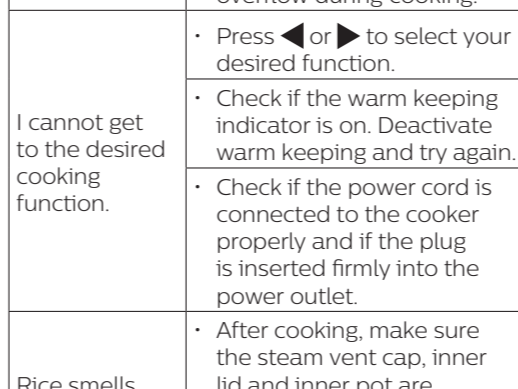 overflow during cooking.
I cannot get
to the desired
cooking
function.
· Press ◀ or ▶ to select your
desired function.
· Check if the warm keeping
indicator is on. Deactivate
warm keeping and try again.
· Check if the power cord is
connected to the cooker
properly and if the plug
is inserted firmly into the
power outlet.
Rice smells
· After cooking, make sure
the steam vent cap, inner
lid and inner pot are